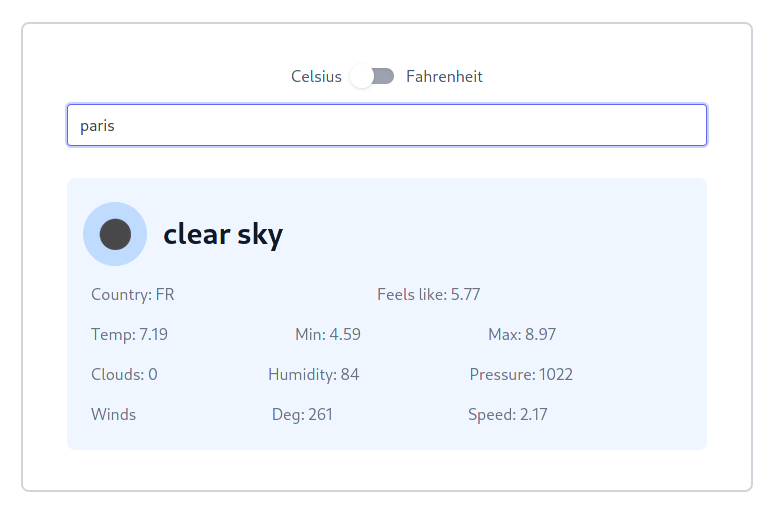 Celsius Fahrenheit
paris
clear sky
Country: FR Feels like: 5.77
Temp: 7.19 Min: 4.59 Max: 8.97
Clouds: 0 Humidity: 84 Pressure: 1022
Winds Deg: 261 Speed: 2.17